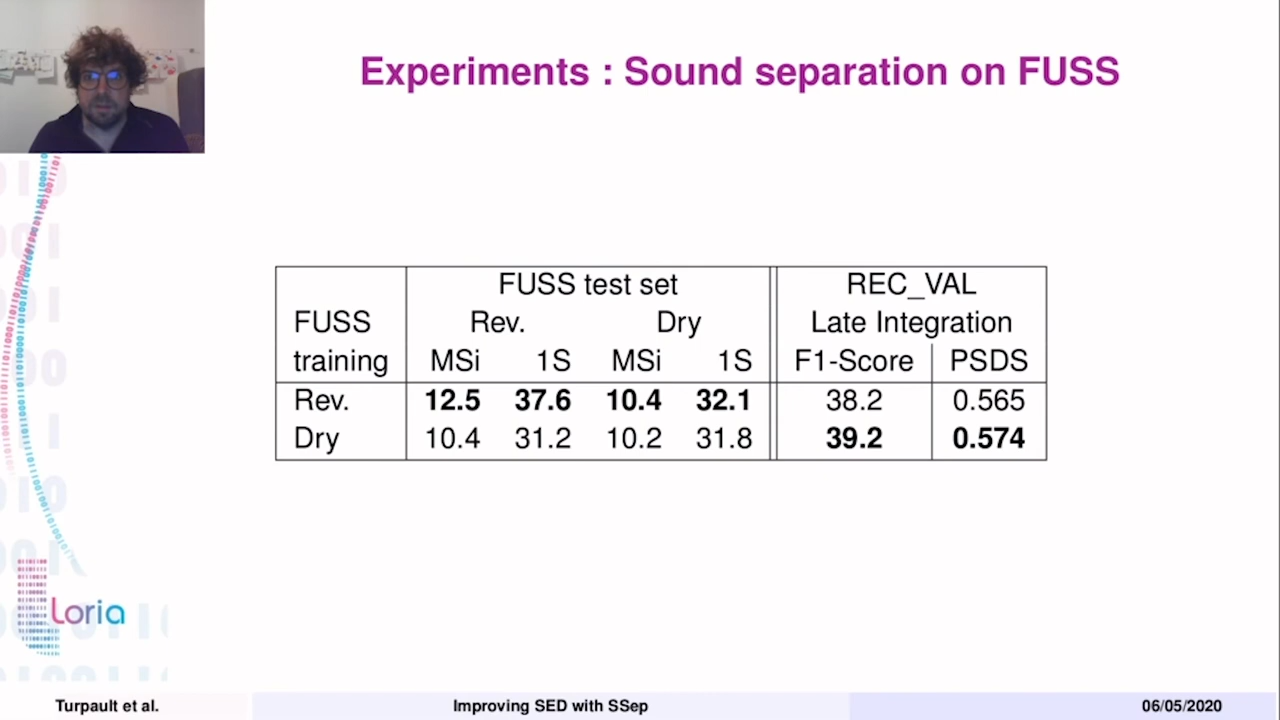 Experiments : Sound separation on FUSS
FUSS test set REC_VAL
FUSS Rev. Dry Late Integration
training MSi 1S MSi 1S F1-Score PSDS
Rev. 12.5 37.6 10.4 32.1 38.2 0.565
Dry 10.4 31.2 10.2 31.8 39.2 0.574
Loria
Turpault et al. Improving SED with SSep 06/05/2020